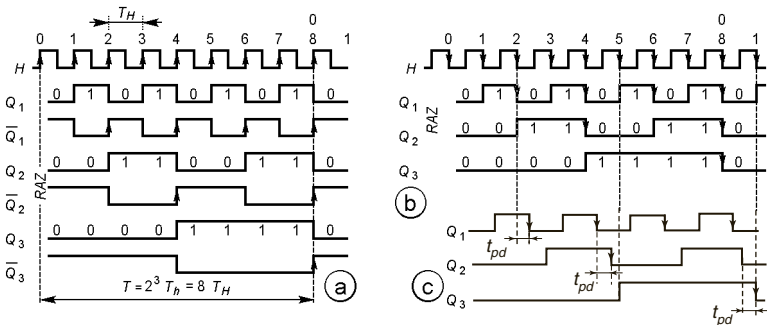 T_H
0
0 1 2 3 4 5 6 7 8 1
H
Q_1 0 1 0 1 0 1 0 1 0
Q̅_1
Q_2 0 0 1 1 0 0 1 1 0
Q̅_2
RAZ
Q_3 0 0 0 0 1 1 1 1 0
Q̅_3
T = 2^3 T_h = 8 T_H
a
0
0 1 2 3 4 5 6 7 8 1
H
Q_1 0 1 0 1 0 1 0 1 0
RAZ
Q_2 0 0 1 1 0 0 1 1 0
Q_3 0 0 0 0 1 1 1 1 0
b
Q_1
t_pd
Q_2
t_pd
c
Q_3
t_pd